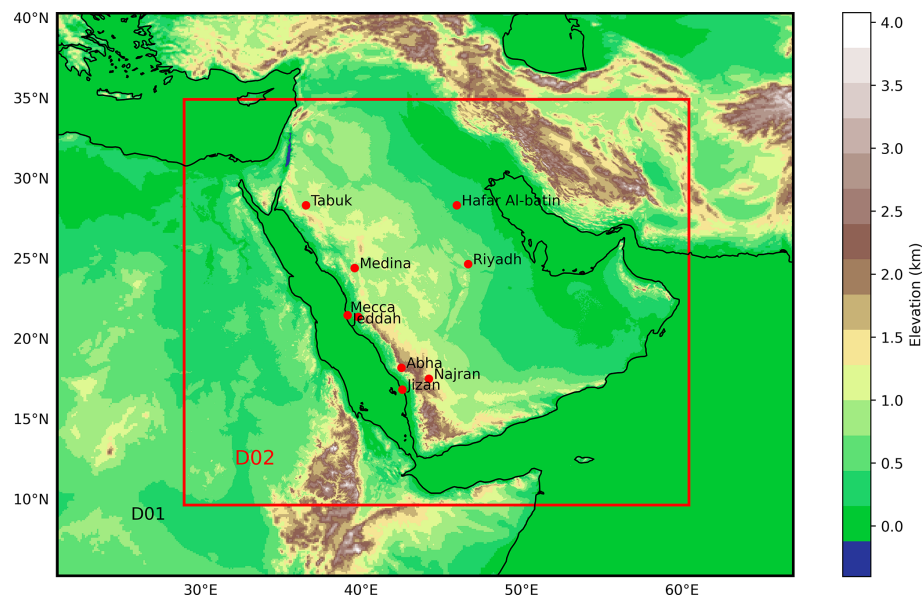 40°N
35°N
30°N
25°N
20°N
15°N
10°N
30°E
40°E
50°E
60°E
Tabuk
Hafar Al-batin
Medina
Riyadh
Mecca
Jeddah
Abha
Najran
Jizan
D02
D01
4.0
3.0
2.5
2.0
1.5
1.0
0.5
0.0
Elevation (km)